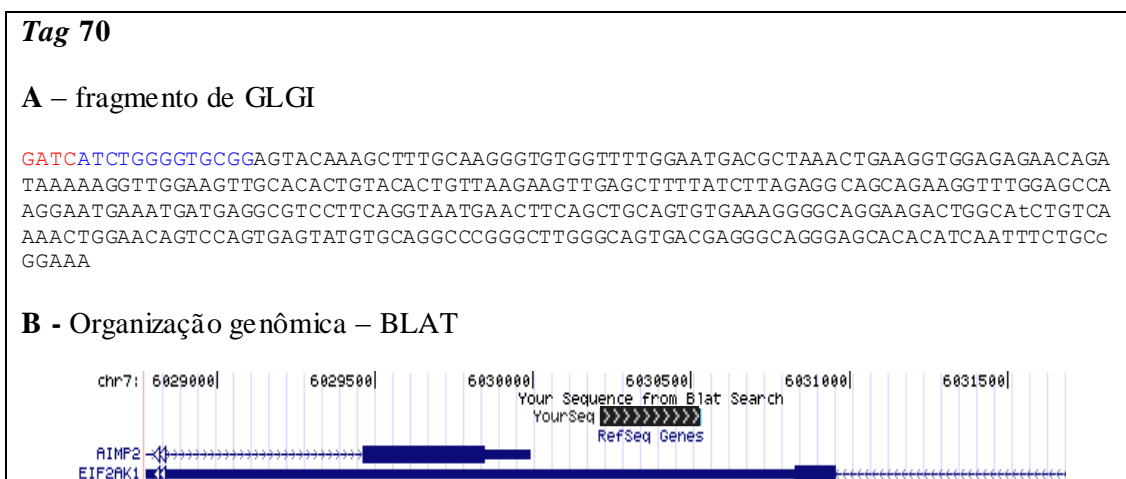 Tag 70
A – fragmento de GLGI
GATCATCTGGGGTGCGGAGTACAAAGCTTTGCAAGGGTGTGGTTTTGGAATGACGCTAAACTGAAGGTGGAGAGAACAGA
TAAAAAGGTTGGAAGTTGCACACTGTACACTGTTAAGAAGTTGAGCTTTTATCTTAGAGGCAGCAGAAGGTTTGGAGCCA
AGGAATGAAATGATGAGGCGTCCTTCAGGTAATGAACTTCAGCTGCAGTGTGAAAGGGGCAGGAAGACTGGCAtCTGTCA
AAACTGGAACAGTCCAGTGAGTATGTGCAGGCCCGGGCTTGGGCAGTGACGAGGGCAGGGAGCACACACATCAATTTCTGCc
GGAAA
B - Organização genômica – BLAT
chr7: 6029000 6029500 6030000 6030500 6031000 6031500
Your Sequence from Blat Search
YourSeq
RefSeq Genes
AIMP2
EIF2AK1